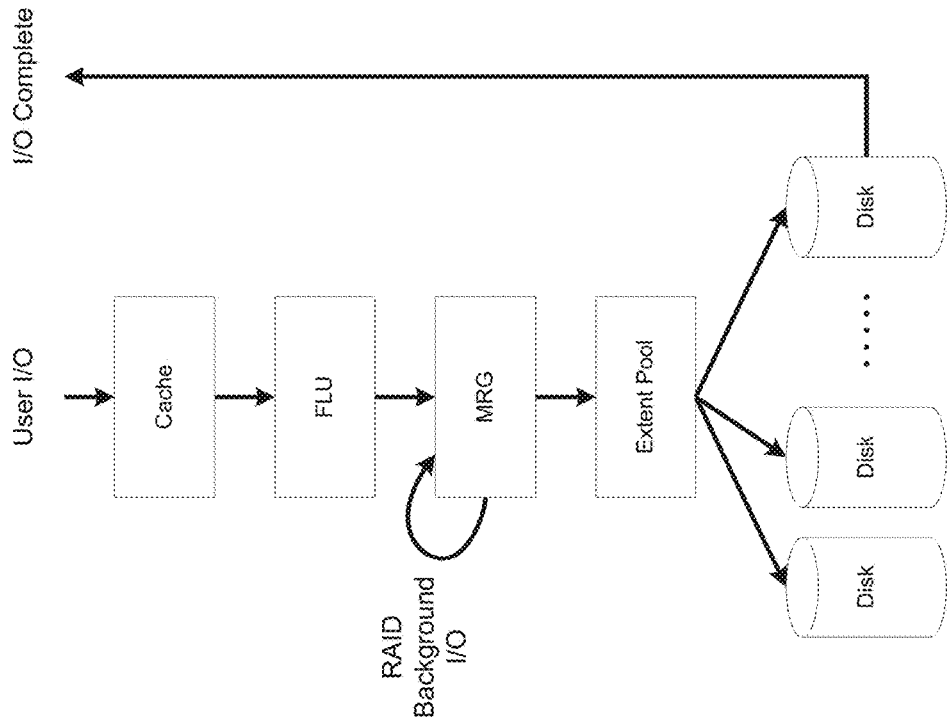 User I/O
I/O Complete
Cache
FLU
MRG
RAID
Background
I/O
Extent Pool
Disk
Disk
Disk